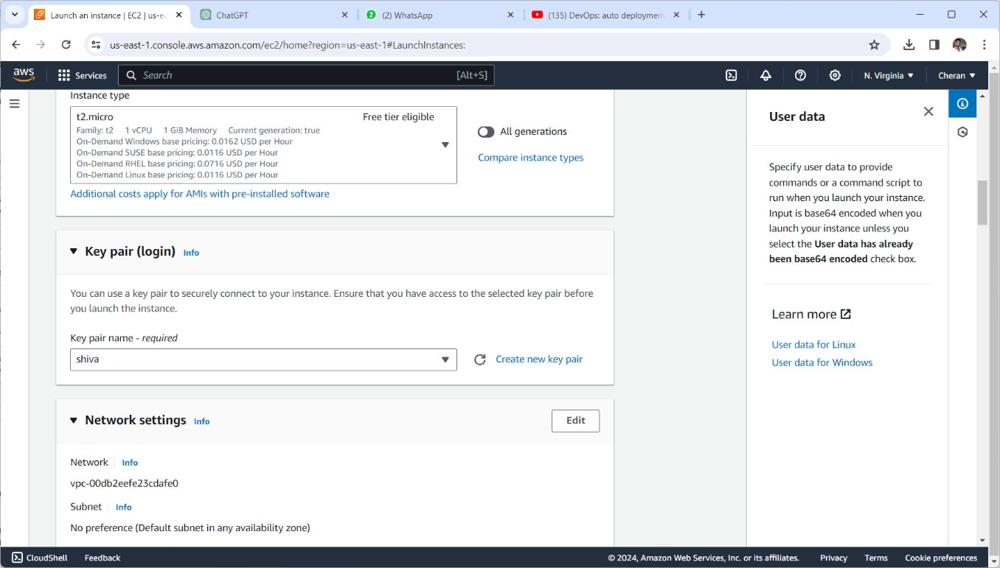 Launch an instance | EC2 | us-ea
ChatGPT
2 (2) WhatsApp
(135) DevOps: auto deployment
us-east-1.console.aws.amazon.com/ec2/home?region=us-east-1#LaunchInstances:
aws
Services
Search
[Alt+S]
N. Virginia
Cheran
Instance type
t2.micro
Free tier eligible
Family: t2 1 vCPU 1 GiB Memory Current generation: true
On-Demand Windows base pricing: 0.0162 USD per Hour
On-Demand SUSE base pricing: 0.0116 USD per Hour
On-Demand RHEL base pricing: 0.0716 USD per Hour
On-Demand Linux base pricing: 0.0116 USD per Hour
All generations
Compare instance types
Additional costs apply for AMIs with pre-installed software
Key pair (login) Info
You can use a key pair to securely connect to your instance. Ensure that you have access to the selected key pair before
you launch the instance.
Key pair name - required
shiva
Create new key pair
Network settings Info
Edit
Network Info
vpc-00db2eefe23cdafe0
Subnet Info
No preference (Default subnet in any availability zone)
User data
Specify user data to provide
commands or a command script to
run when you launch your instance.
Input is base64 encoded when you
launch your instance unless you
select the User data has already
been base64 encoded check box.
Learn more
User data for Linux
User data for Windows
CloudShell
Feedback
© 2024, Amazon Web Services, Inc. or its affiliates.
Privacy
Terms
Cookie preferences